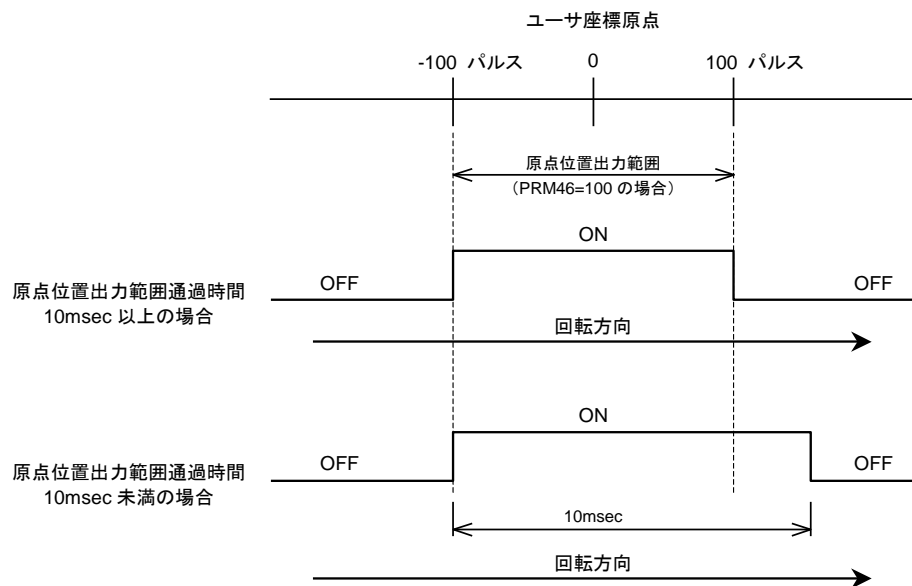 ユーザ座標原点
-100 パルス 0 100 パルス
原点位置出力範囲
（PRM46=100 の場合）
ON
OFF OFF
原点位置出力範囲通過時間
10msec 以上の場合
回転方向
ON
OFF OFF
原点位置出力範囲通過時間
10msec 未満の場合
10msec
回転方向